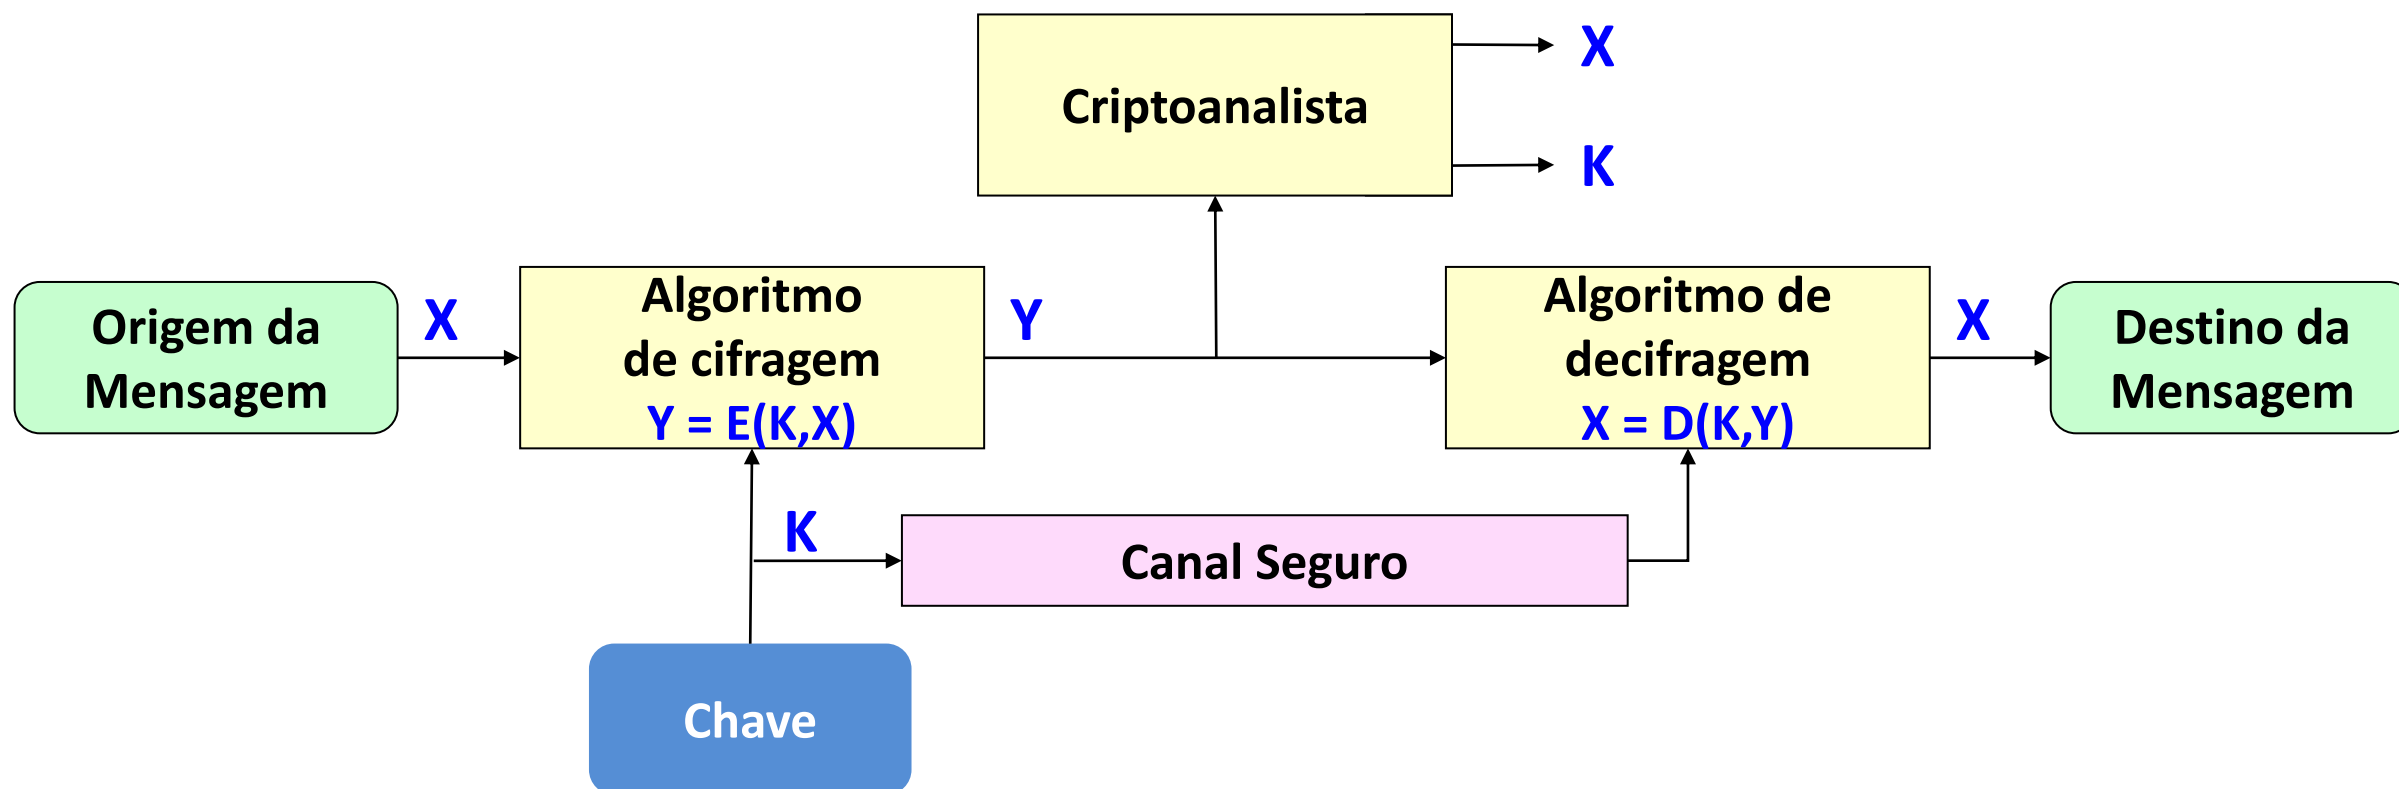 X
Criptoanalista
K
Origem da
Mensagem
X
Algoritmo
de cifragem
Y = E(K,X)
Y
Algoritmo de
decifragem
X = D(K,Y)
X
Destino da
Mensagem
K
Canal Seguro
Chave